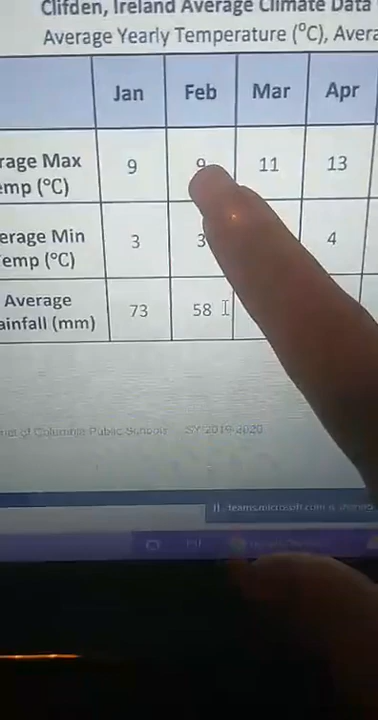 Clifden, Ireland Average Climate Data
Average Yearly Temperature (°C),
Jan Feb Mar Apr
rage Max
emp (°C)
9 9 11 13
erage Min
Temp (°C)
3 3 4
Average
ainfall (mm)
73 58
of Columbia Public Schools SY 2019-2020
teams.microsoft.com is sharing